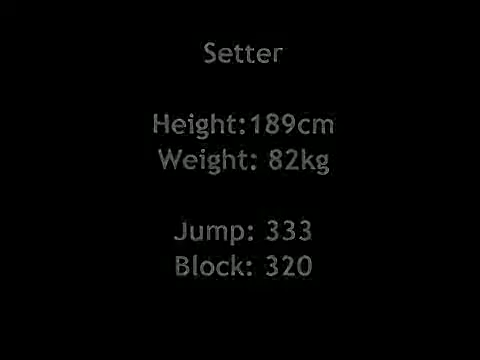 Setter
Height:189cm
Weight: 82kg
Jump: 333
Block: 320